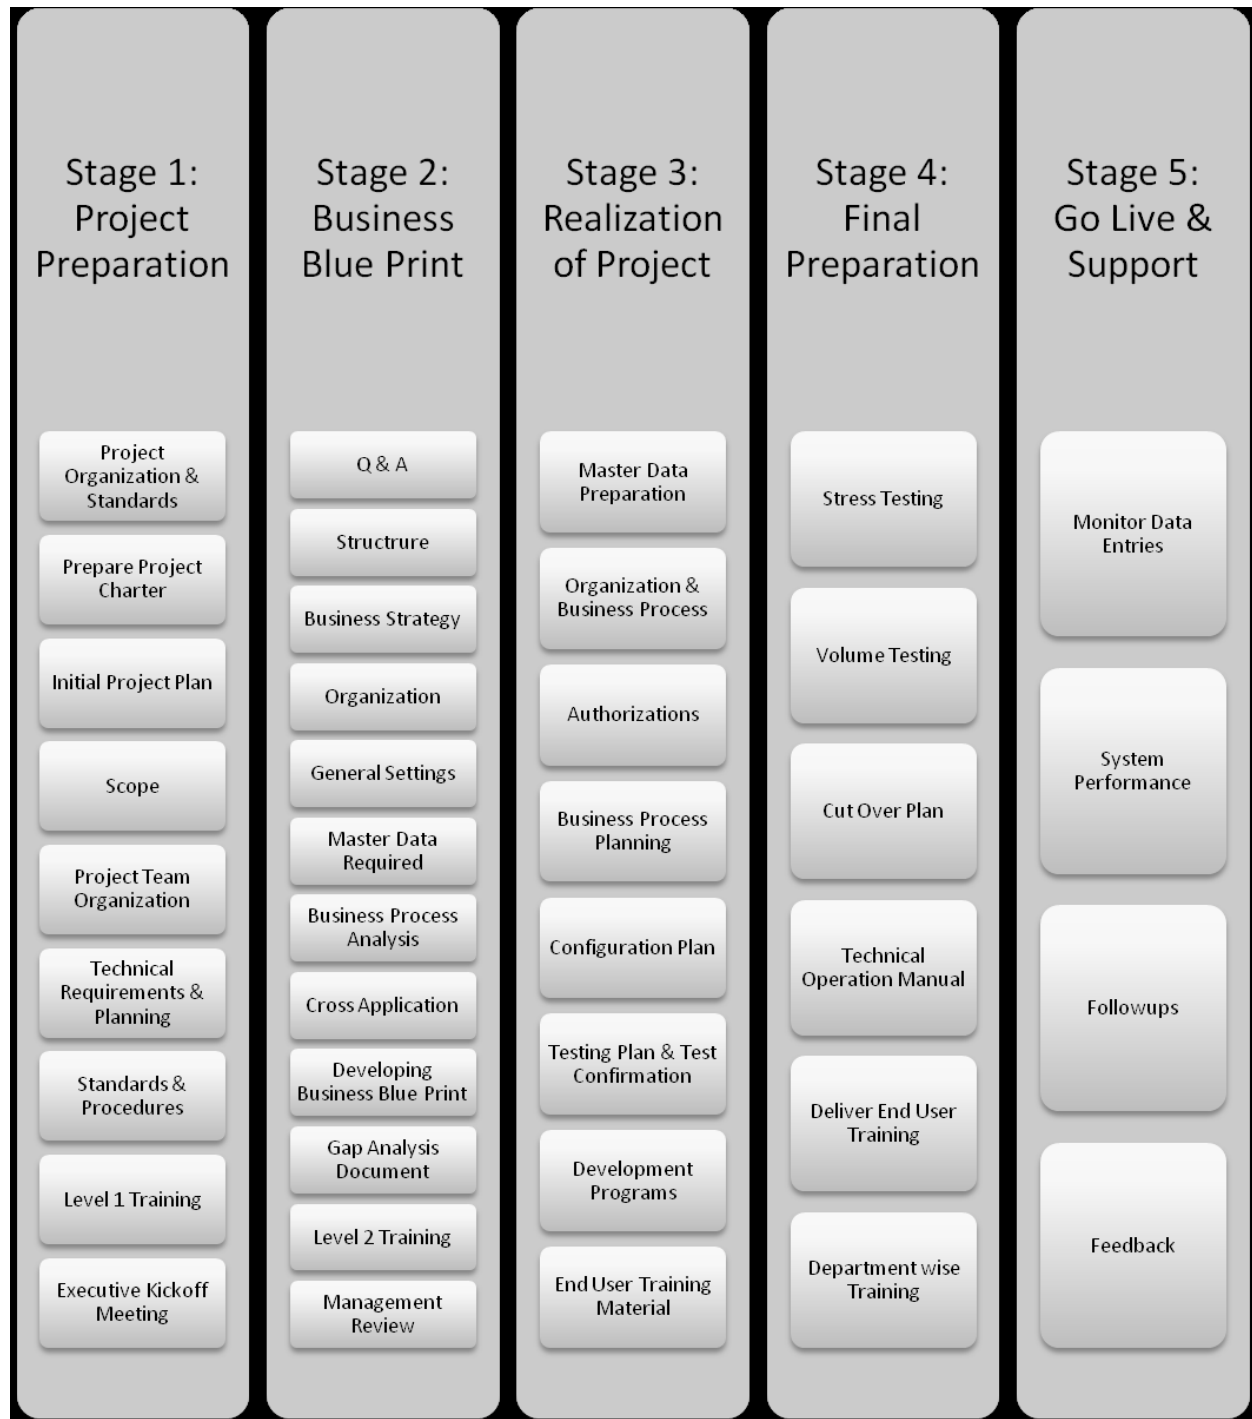 Stage 1:
Project
Preparation
Project
Organization &
Standards
Prepare Project
Charter
Initial Project Plan
Scope
Project Team
Organization
Technical
Requirements &
Planning
Standards &
Procedures
Level 1 Training
Executive Kickoff
Meeting
Stage 2:
Business
Blue Print
Q & A
Structrure
Business Strategy
Organization
General Settings
Master Data
Required
Business Process
Analysis
Cross Application
Developing
Business Blue Print
Gap Analysis
Document
Level 2 Training
Management
Review
Stage 3:
Realization
of Project
Master Data
Preparation
Organization &
Business Process
Authorizations
Business Process
Planning
Configuration Plan
Testing Plan & Test
Confirmation
Development
Programs
End User Training
Material
Stage 4:
Final
Preparation
Stress Testing
Volume Testing
Cut Over Plan
Technical
Operation Manual
Deliver End User
Training
Department wise
Training
Stage 5:
Go Live &
Support
Monitor Data
Entries
System
Performance
Followups
Feedback